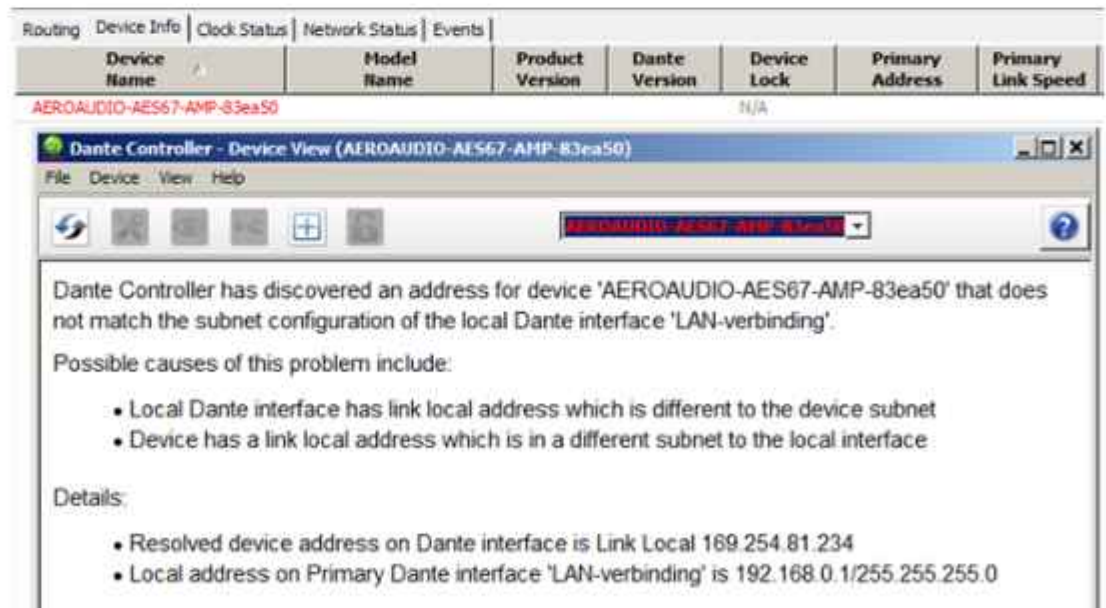 Routing Device Info Clock Status Network Status Events
Device Name Model Name Product Version Dante Version Device Lock Primary Address Primary Link Speed
AEROAUDIO-AES67-AMP-83ea50 N/A
Dante Controller - Device View (AEROAUDIO-AES67-AMP-83ea50)
File Device View Help
AEROAUDIO-AES67-AMP-83ea50
Dante Controller has discovered an address for device 'AEROAUDIO-AES67-AMP-83ea50' that does
not match the subnet configuration of the local Dante interface 'LAN-verbinding'.
Possible causes of this problem include:
• Local Dante interface has link local address which is different to the device subnet
• Device has a link local address which is in a different subnet to the local interface
Details:
• Resolved device address on Dante interface is Link Local 169.254.81.234
• Local address on Primary Dante interface 'LAN-verbinding' is 192.168.0.1/255.255.255.0